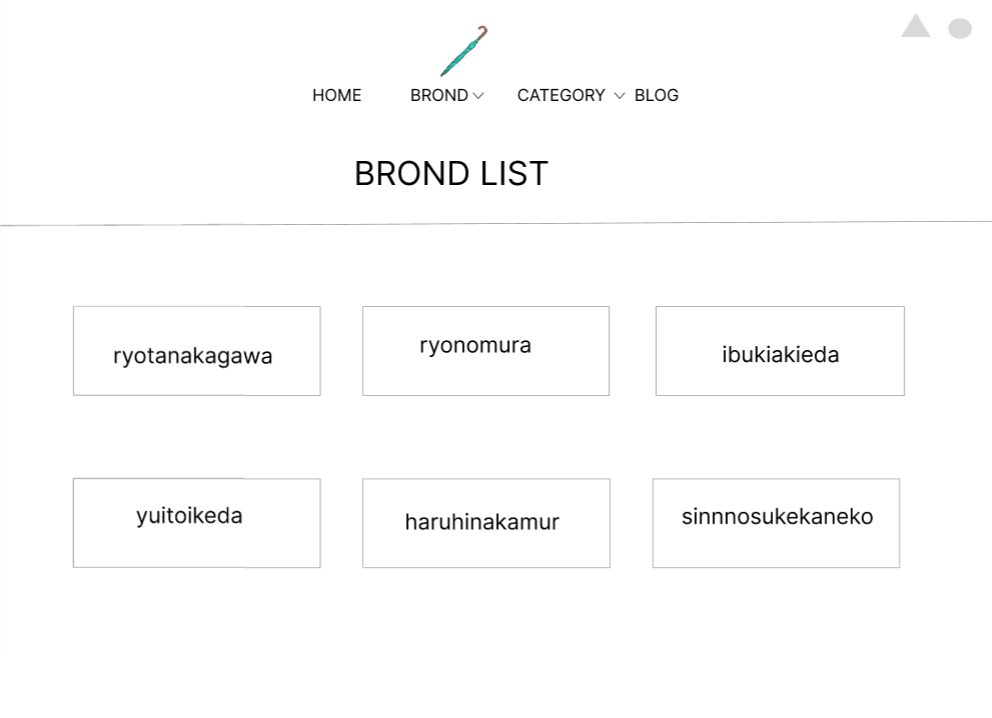 HOME BROND CATEGORY BLOG
BROND LIST
ryotanakagawa ryonomura ibukiakieda
yuitoikeda haruhinakamur sinnnosukekaneko